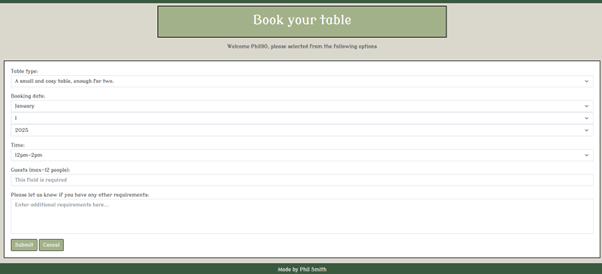 Book your table
Welcome Phil90, please selected from the following options
Table type:
A small and cosy table, enough for two.
Booking date:
January
1
2025
Time:
12pm-2pm
Guests (max-12 people):
This field is required
Please let us know if you have any other requirements:
Enter additional requirements here...
Submit Cancel
Made by Phil Smith